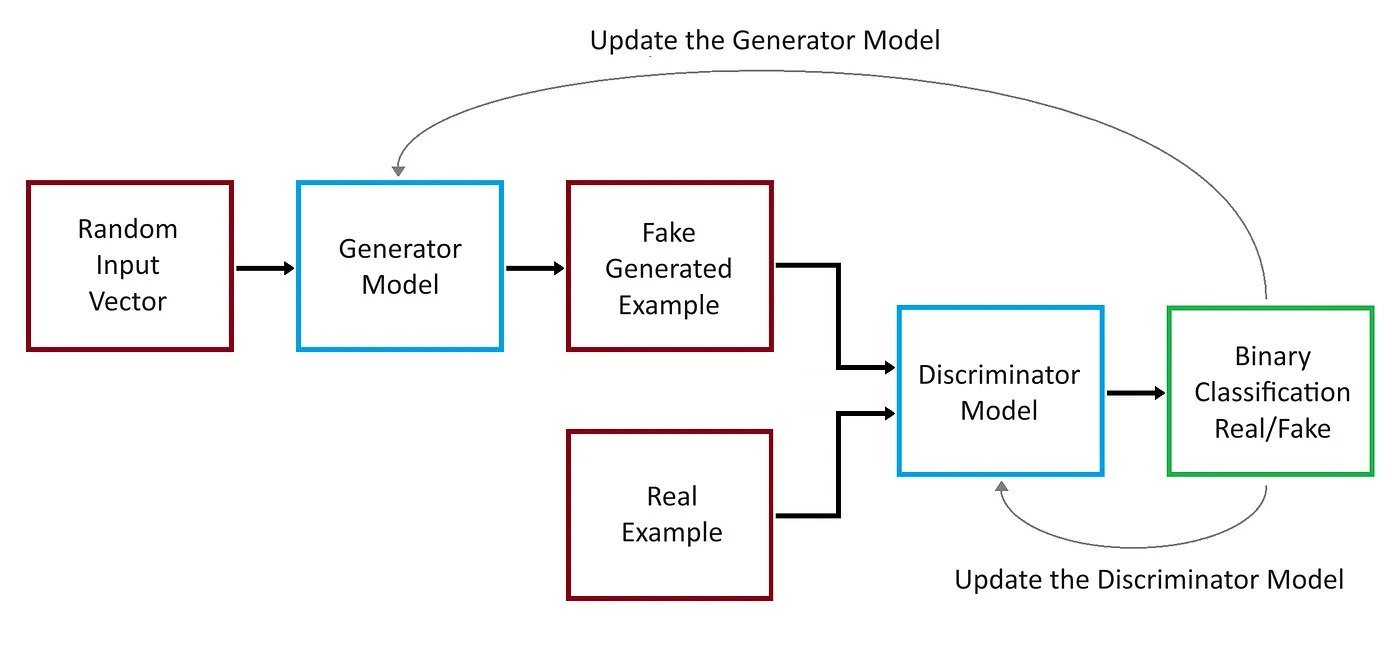 Update the Generator Model
Random
Input
Vector
Generator
Model
Fake
Generated
Example
Real
Example
Discriminator
Model
Binary
Classification
Real/Fake
Update the Discriminator Model